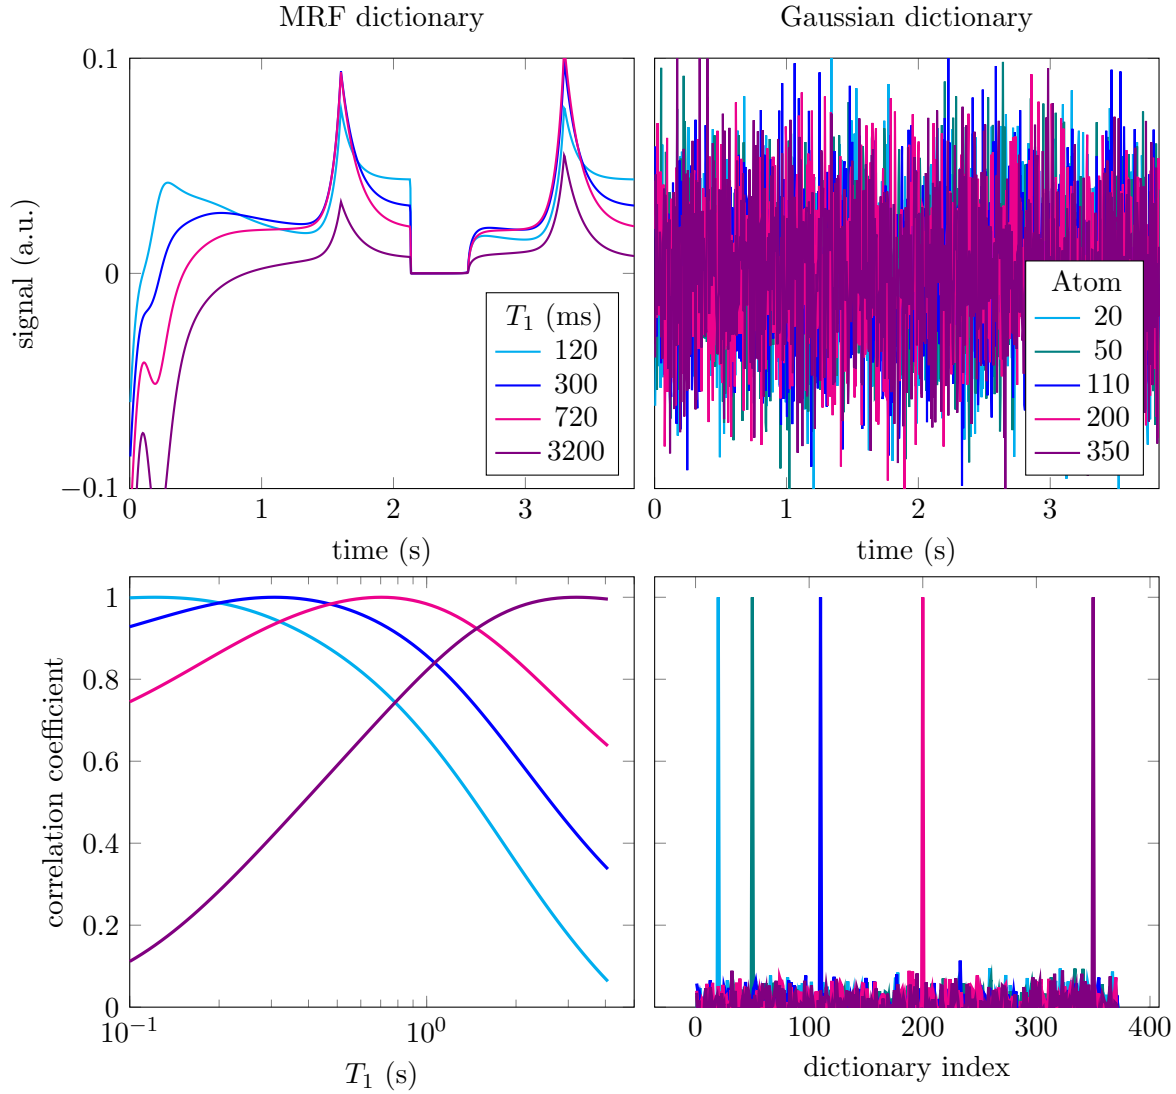 MRF dictionary
Gaussian dictionary
signal (a.u.)
0.1
0
−0.1
0 1 2 3
time (s)
T₁ (ms)
120
300
720
3200
0 1 2 3
time (s)
Atom
20
50
110
200
350
correlation coefficient
1
0.8
0.6
0.4
0.2
0
10⁻¹ 10⁰
T₁ (s)
0 100 200 300 400
dictionary index